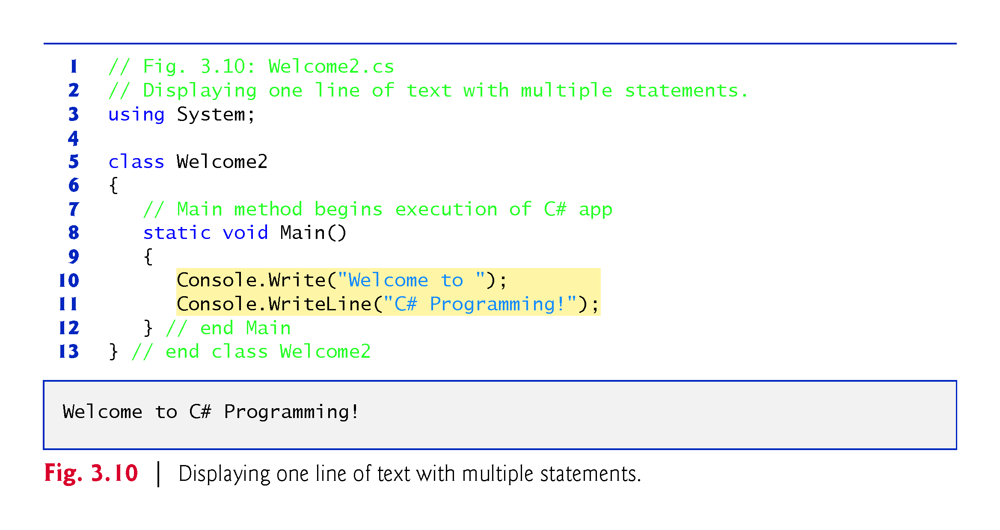 1 // Fig. 3.10: Welcome2.cs
2 // Displaying one line of text with multiple statements.
3 using System;
4
5 class Welcome2
6 {
7    // Main method begins execution of C# app
8    static void Main()
9    {
10       Console.Write("Welcome to ");
11       Console.WriteLine("C# Programming!");
12    } // end Main
13 } // end class Welcome2
Welcome to C# Programming!
Fig. 3.10 | Displaying one line of text with multiple statements.